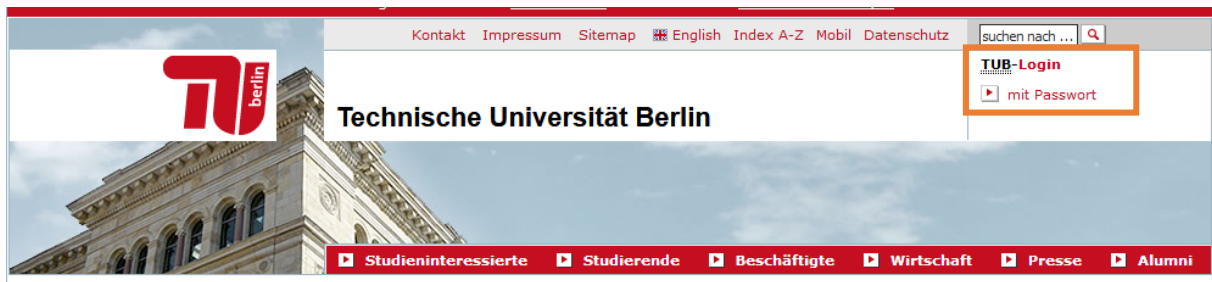 Kontakt Impressum Sitemap English Index A-Z Mobil Datenschutz suchen nach ...
TUB-Login
mit Passwort
berlin
Technische Universität Berlin
Studieninteressierte Studierende Beschäftigte Wirtschaft Presse Alumni